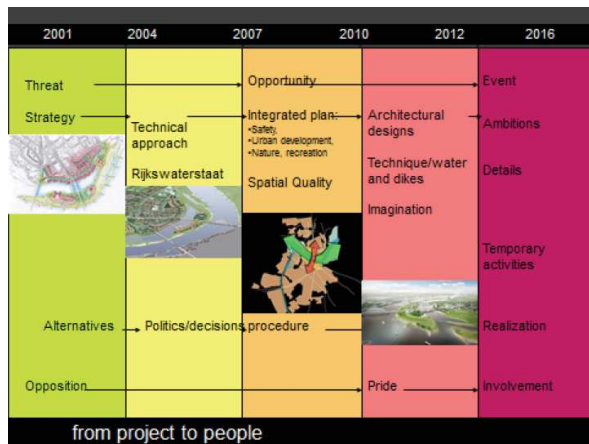 2001 2004 2007 2010 2012 2016
Threat Opportunity Event
Strategy Integrated plan: Architectural designs Ambitions
•Safety,
•Urban development,
•Nature, recreation
Technical
approach
Rijkswaterstaat
Spatial Quality
Technique/water
and dikes
Imagination
Details
Temporary
activities
Alternatives Politics/decisions procedure Realization
Opposition Pride Involvement
from project to people